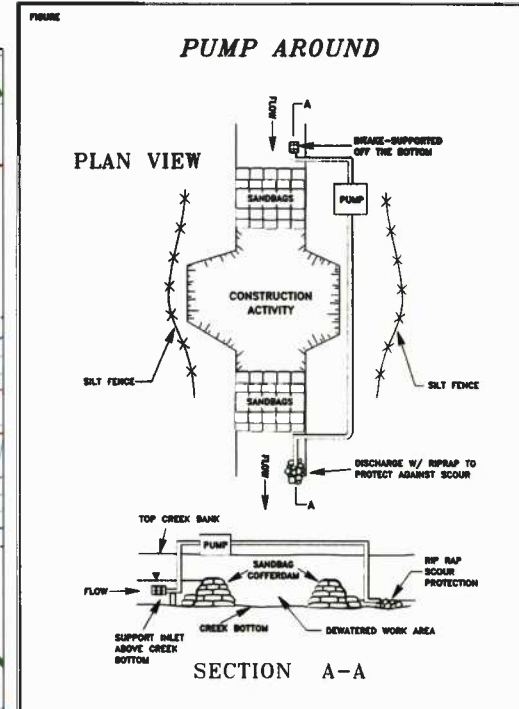 FIGURE
PUMP AROUND
PLAN VIEW
FLOW
A
INTAKE-SUPPORTED
OFF THE BOTTOM
SANDBAGS
PUMP
CONSTRUCTION
ACTIVITY
SILT FENCE
SILT FENCE
SANDBAGS
FLOW
DISCHARGE W/ RIPRAP TO
PROTECT AGAINST SCOUR
A
TOP CREEK BANK
PUMP
SANDBAG
COFFERDAM
RIP RAP
SCOUR
PROTECTION
FLOW
SUPPORT INLET
ABOVE CREEK
BOTTOM
CREEK BOTTOM
DEWATERED WORK AREA
SECTION A-A